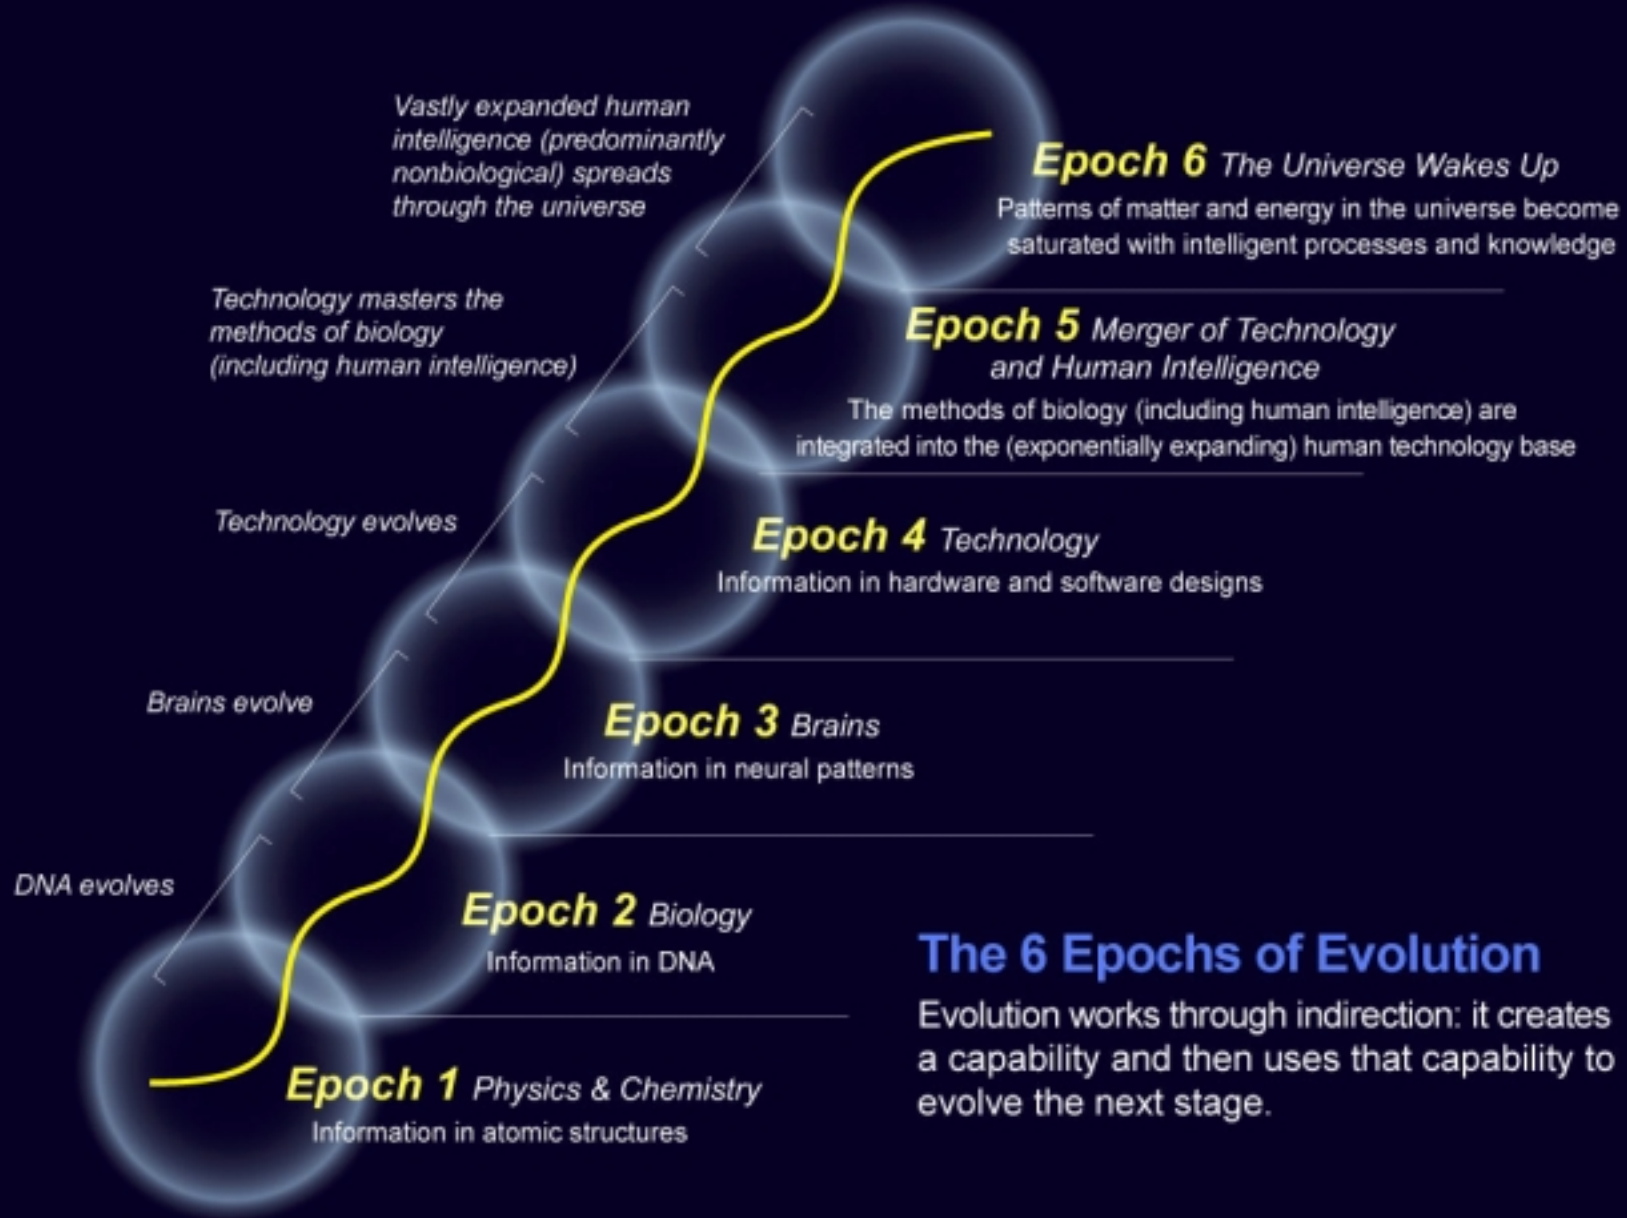 Vastly expanded human
intelligence (predominantly
nonbiological) spreads
through the universe
Epoch 6 The Universe Wakes Up
Patterns of matter and energy in the universe become
saturated with intelligent processes and knowledge
Technology masters the
methods of biology
(including human intelligence)
Epoch 5 Merger of Technology
and Human Intelligence
The methods of biology (including human intelligence) are
integrated into the (exponentially expanding) human technology base
Technology evolves
Epoch 4 Technology
Information in hardware and software designs
Brains evolve
Epoch 3 Brains
Information in neural patterns
DNA evolves
Epoch 2 Biology
Information in DNA
Epoch 1 Physics & Chemistry
Information in atomic structures
The 6 Epochs of Evolution
Evolution works through indirection: it creates
a capability and then uses that capability to
evolve the next stage.